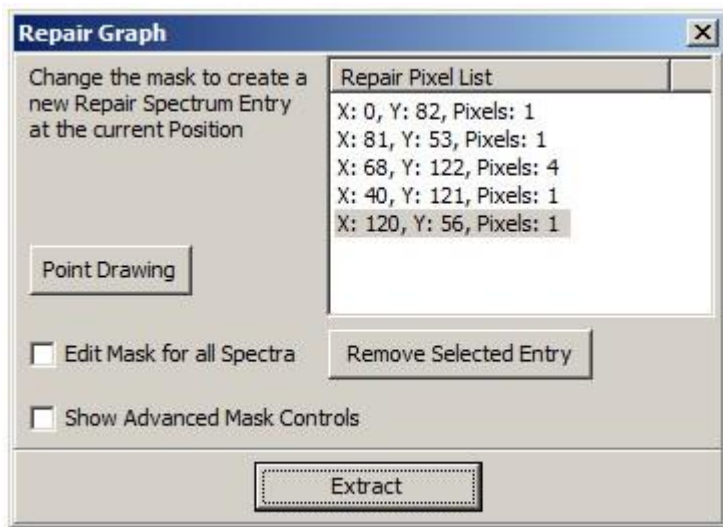 Repair Graph
Change the mask to create a
new Repair Spectrum Entry
at the current Position
Repair Pixel List
X: 0, Y: 82, Pixels: 1
X: 81, Y: 53, Pixels: 1
X: 68, Y: 122, Pixels: 4
X: 40, Y: 121, Pixels: 1
X: 120, Y: 56, Pixels: 1
Point Drawing
Edit Mask for all Spectra
Remove Selected Entry
Show Advanced Mask Controls
Extract